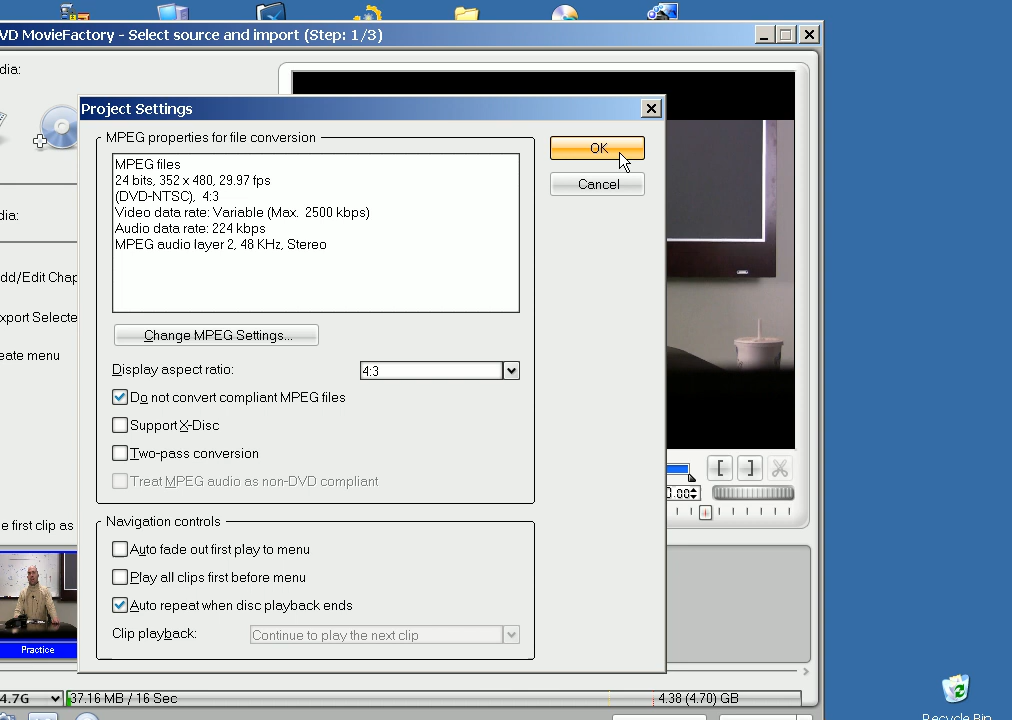 VD MovieFactory - Select source and import (Step: 1/3)
dia:
Project Settings
MPEG properties for file conversion
MPEG files
24 bits, 352 x 480, 29.97 fps
(DVD-NTSC), 4:3
Video data rate: Variable (Max. 2500 kbps)
Audio data rate: 224 kbps
MPEG audio layer 2, 48 KHz, Stereo
OK
Cancel
dia:
dd/Edit Chap
xport Selecte
eate menu
Change MPEG Settings...
Display aspect ratio:
4:3
Do not convert compliant MPEG files
Support X-Disc
Two-pass conversion
Treat MPEG audio as non-DVD compliant
[ ]
0.00
e first clip as
Navigation controls
Auto fade out first play to menu
Play all clips first before menu
Auto repeat when disc playback ends
Clip playback:
Continue to play the next clip
Practice
4.7G
37.16 MB / 16 Sec
4.38 (4.70) GB
Recycle Bin